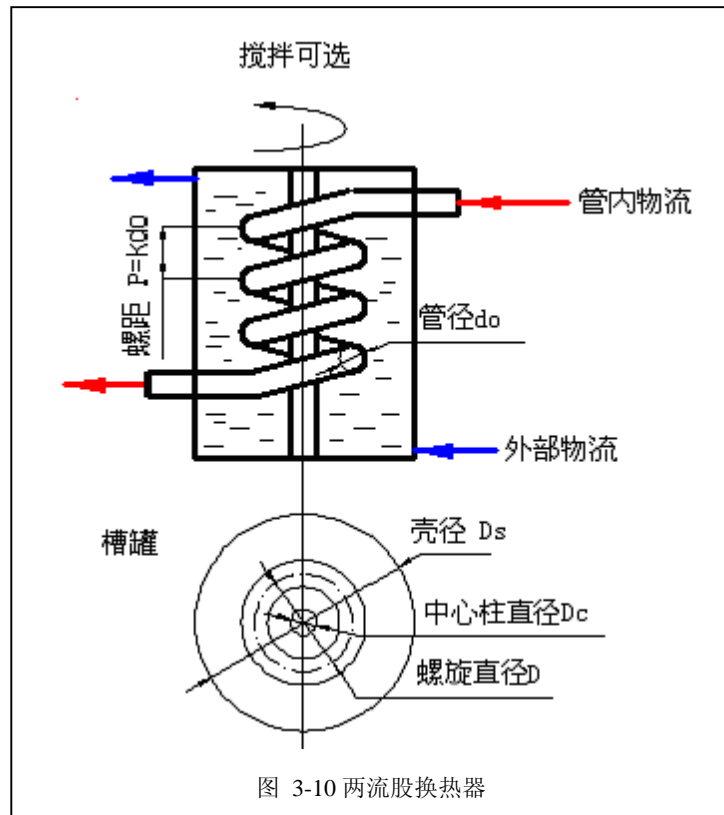 搅拌可选
管内物流
螺距 P=kdo
管径do
外部物流
槽罐
壳径 Ds
中心柱直径Dc
螺旋直径D
图 3-10 两流股换热器